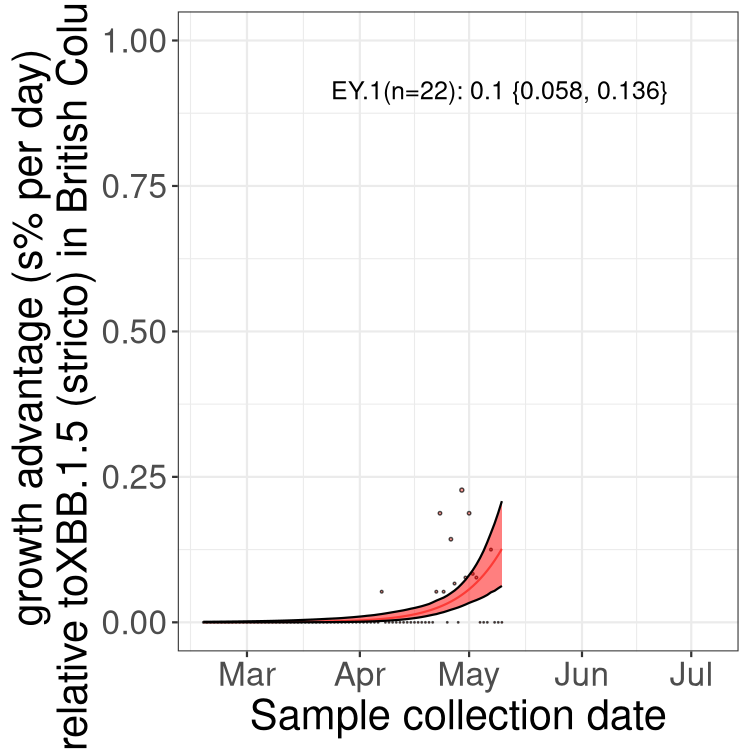 growth advantage (s% per day)
relative toXBB.1.5 (stricto) in British Colu
1.00
0.75
0.50
0.25
0.00
EY.1(n=22): 0.1 {0.058, 0.136}
Mar Apr May Jun Jul
Sample collection date